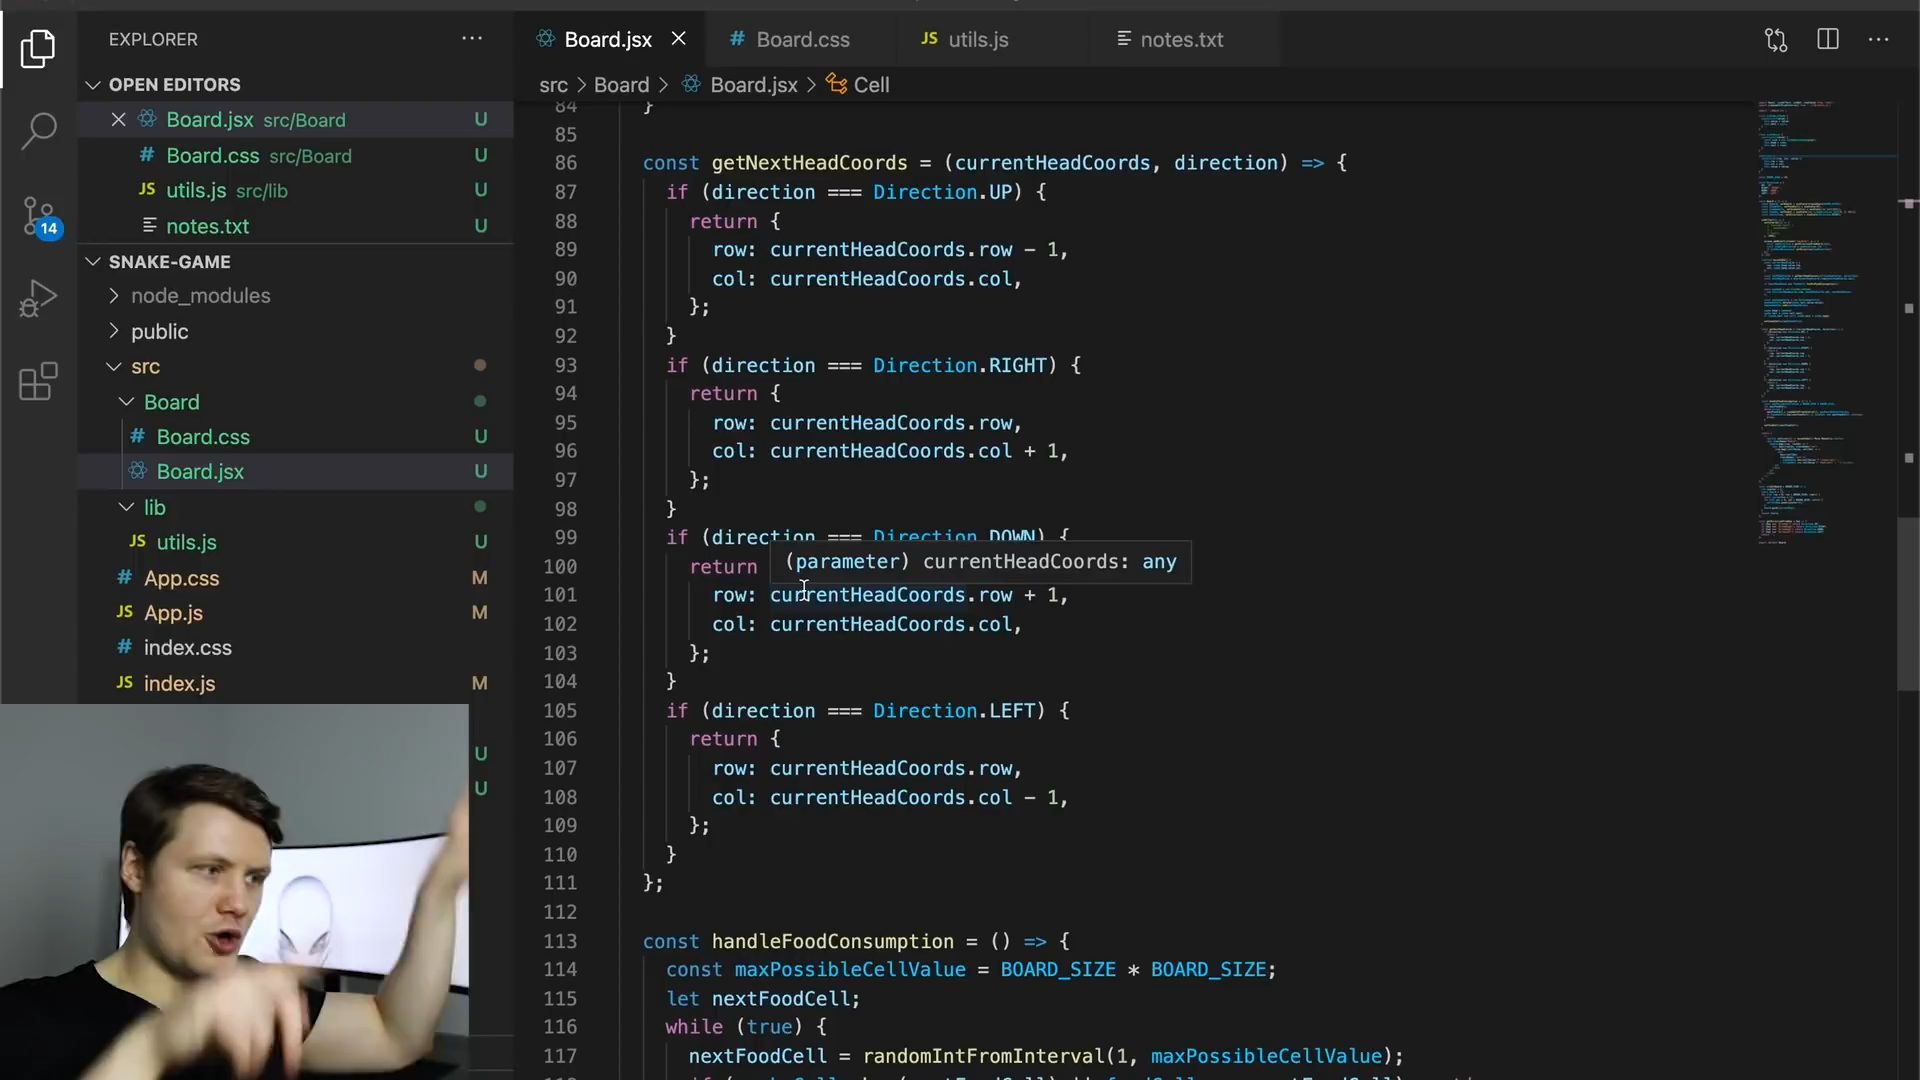 EXPLORER
OPEN EDITORS
Board.jsx src/Board U
# Board.css src/Board U
JS utils.js src/lib U
notes.txt U
14
SNAKE-GAME
node_modules
public
src
Board
# Board.css U
Board.jsx U
lib
JS utils.js U
# App.css M
JS App.js M
# index.css
JS index.js M
U
U
Board.jsx
# Board.css
JS utils.js
notes.txt
src > Board > Board.jsx > Cell
84 }
85
86 const getNextHeadCoords = (currentHeadCoords, direction) => {
87 if (direction === Direction.UP) {
88 return {
89 row: currentHeadCoords.row - 1,
90 col: currentHeadCoords.col,
91 };
92 }
93 if (direction === Direction.RIGHT) {
94 return {
95 row: currentHeadCoords.row,
96 col: currentHeadCoords.col + 1,
97 };
98 }
99 if (direction === Direction.DOWN) {
(parameter) currentHeadCoords: any
100 return
101 row: currentHeadCoords.row + 1,
102 col: currentHeadCoords.col,
103 };
104 }
105 if (direction === Direction.LEFT) {
106 return {
107 row: currentHeadCoords.row,
108 col: currentHeadCoords.col - 1,
109 };
110 }
111 };
112
113 const handleFoodConsumption = () => {
114 const maxPossibleCellValue = BOARD_SIZE * BOARD_SIZE;
115 let nextFoodCell;
116 while (true) {
117 nextFoodCell = randomIntFromInterval(1, maxPossibleCellValue);